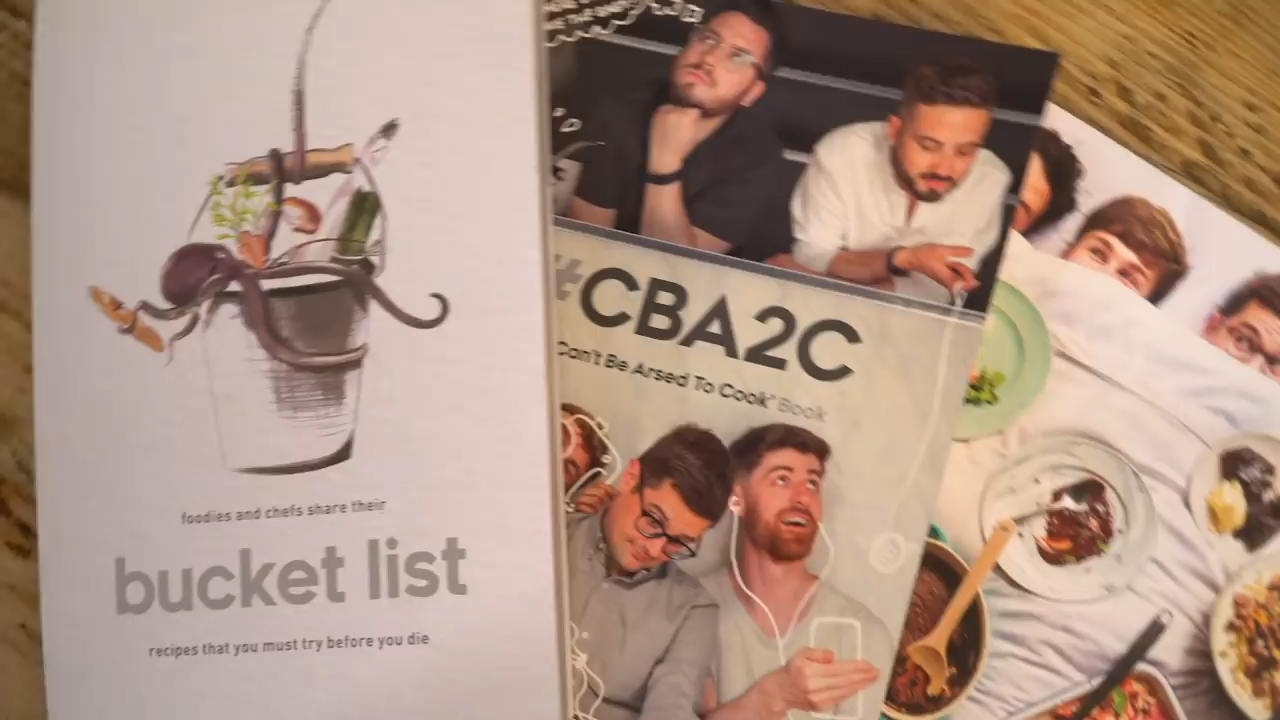 foodies and chefs share their
bucket list
recipes that you must try before you die
#CBA2C
Can't Be Arsed To Cook" Book